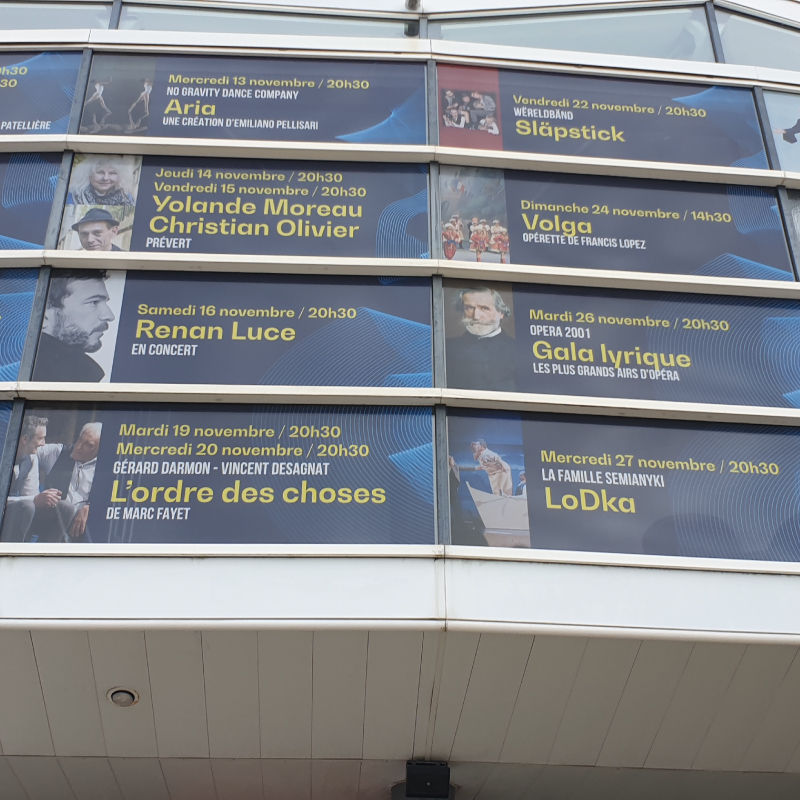 h30
30
PATELLIÈRE
Mercredi 13 novembre / 20h30
NO GRAVITY DANCE COMPANY
Aria
UNE CRÉATION D'EMILIANO PELLISARI
Jeudi 14 novembre / 20h30
Vendredi 15 novembre / 20h30
Yolande Moreau
Christian Olivier
PRÉVERT
Samedi 16 novembre / 20h30
Renan Luce
EN CONCERT
Mardi 19 novembre / 20h30
Mercredi 20 novembre / 20h30
GÉRARD DARMON - VINCENT DESAGNAT
L'ordre des choses
DE MARC FAYET
Vendredi 22 novembre / 20h30
WËRELDBÄND
Släpstick
Dimanche 24 novembre / 14h30
Volga
OPÉRETTE DE FRANCIS LOPEZ
Mardi 26 novembre / 20h30
OPERA 2001
Gala lyrique
LES PLUS GRANDS AIRS D'OPÉRA
Mercredi 27 novembre / 20h30
LA FAMILLE SEMIANYKI
LoDka